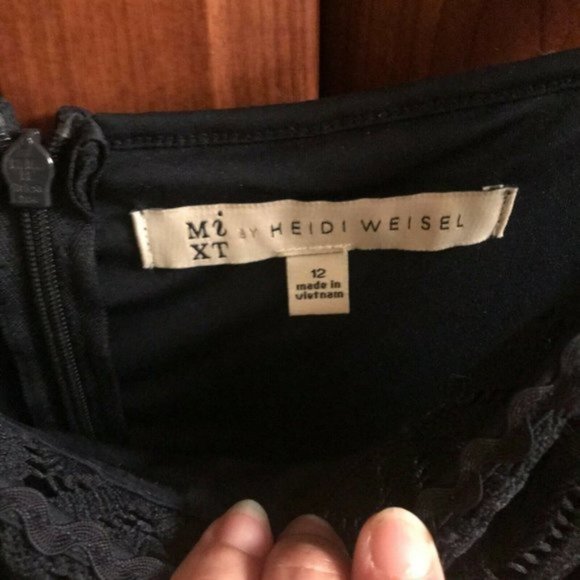 Mi
XT BY HEIDI WEISEL
12
made in
vietnam